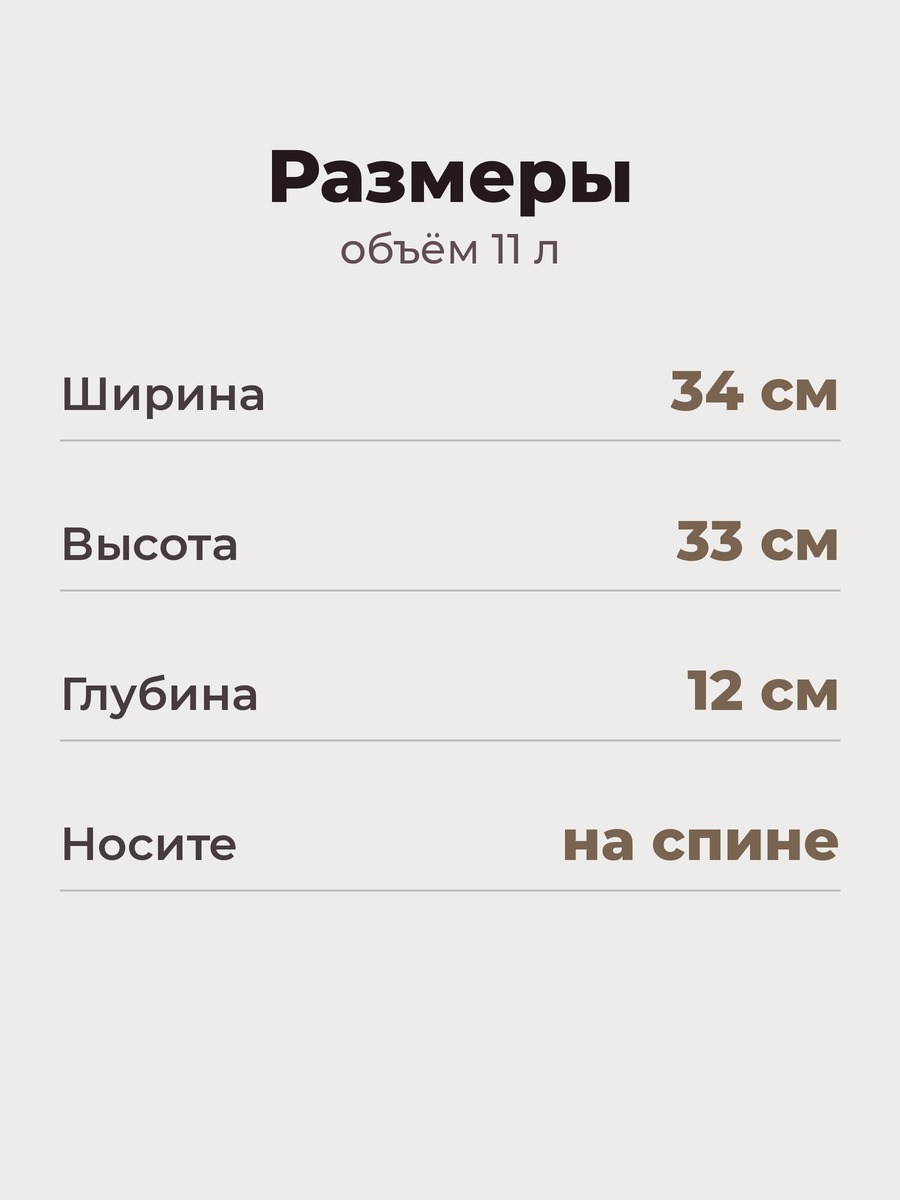 Размеры
объём 11 л
Ширина 34 см
Высота 33 см
Глубина 12 см
Носите на спине